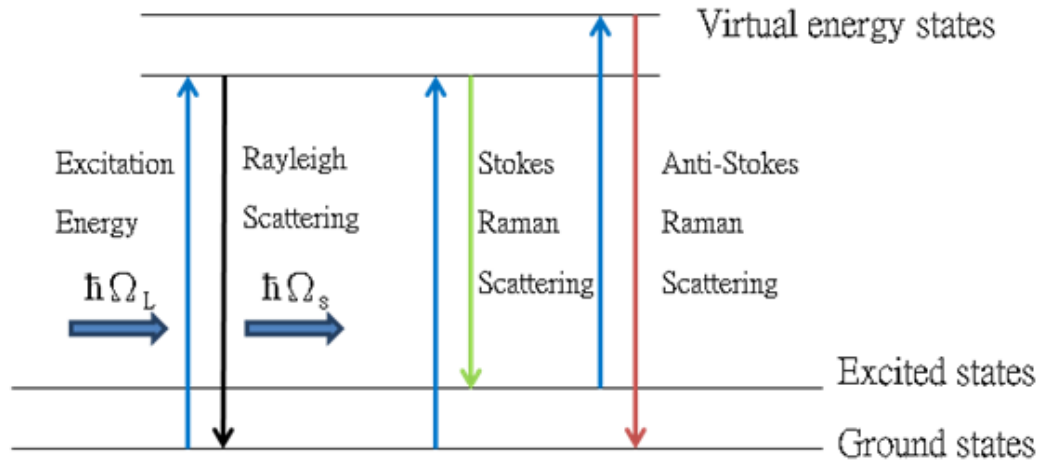 Virtual energy states
Excitation
Energy
ħΩL
Rayleigh
Scattering
ħΩs
Stokes
Raman
Scattering
Anti-Stokes
Raman
Scattering
Excited states
Ground states